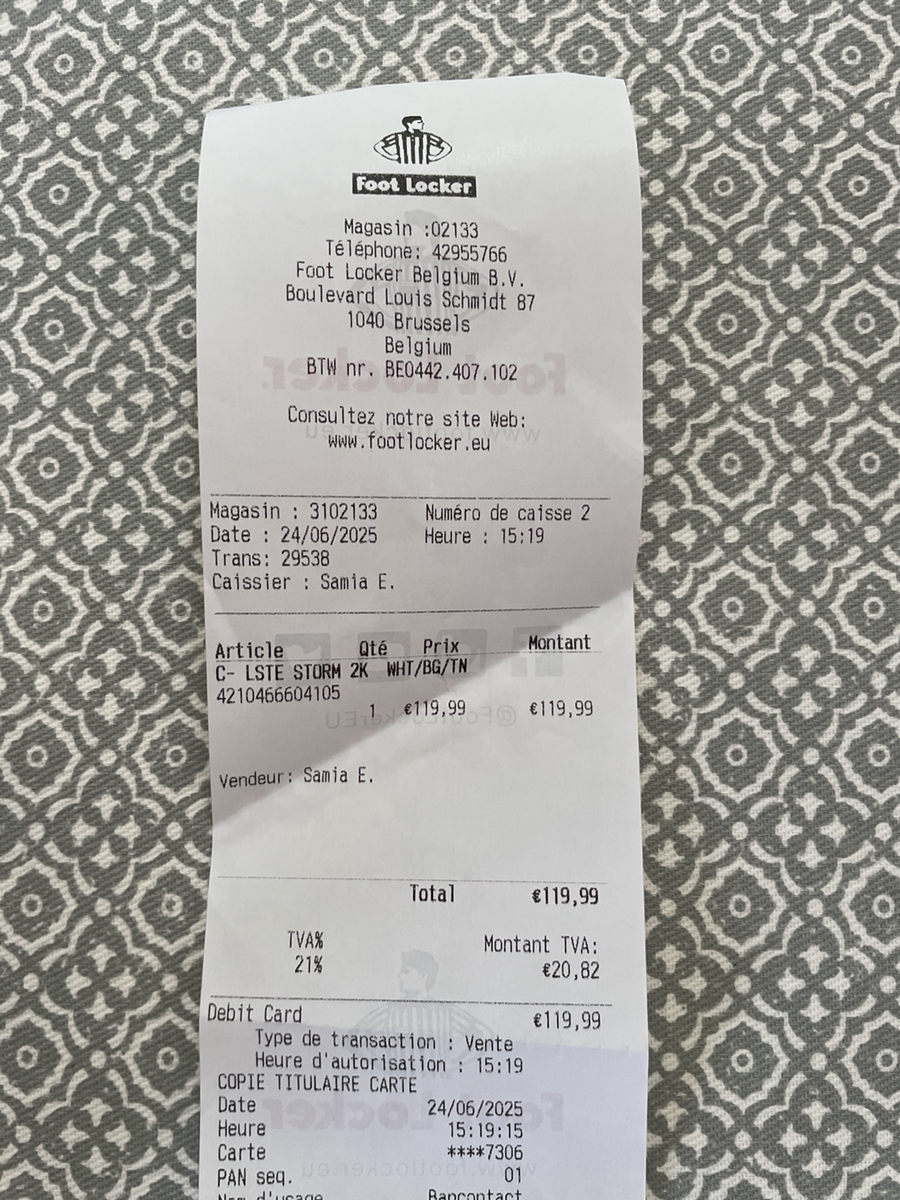 Foot Locker
Magasin :02133
Téléphone: 42955766
Foot Locker Belgium B.V.
Boulevard Louis Schmidt 87
1040 Brussels
Belgium
BTW nr. BE0442.407.102
Consultez notre site Web:
www.footlocker.eu
Magasin : 3102133 Numéro de caisse 2
Date : 24/06/2025 Heure : 15:19
Trans: 29538
Caissier : Samia E.
Article Qté Prix Montant
C- LSTE STORM 2K WHT/BG/TN
4210466604105
1 €119,99 €119,99
Vendeur: Samia E.
Total €119,99
TVA% Montant TVA:
21% €20,82
Debit Card €119,99
Type de transaction : Vente
Heure d'autorisation : 15:19
COPIE TITULAIRE CARTE
Date 24/06/2025
Heure 15:19:15
Carte ****7306
PAN seq. 01
Nom d'usage Bancontact